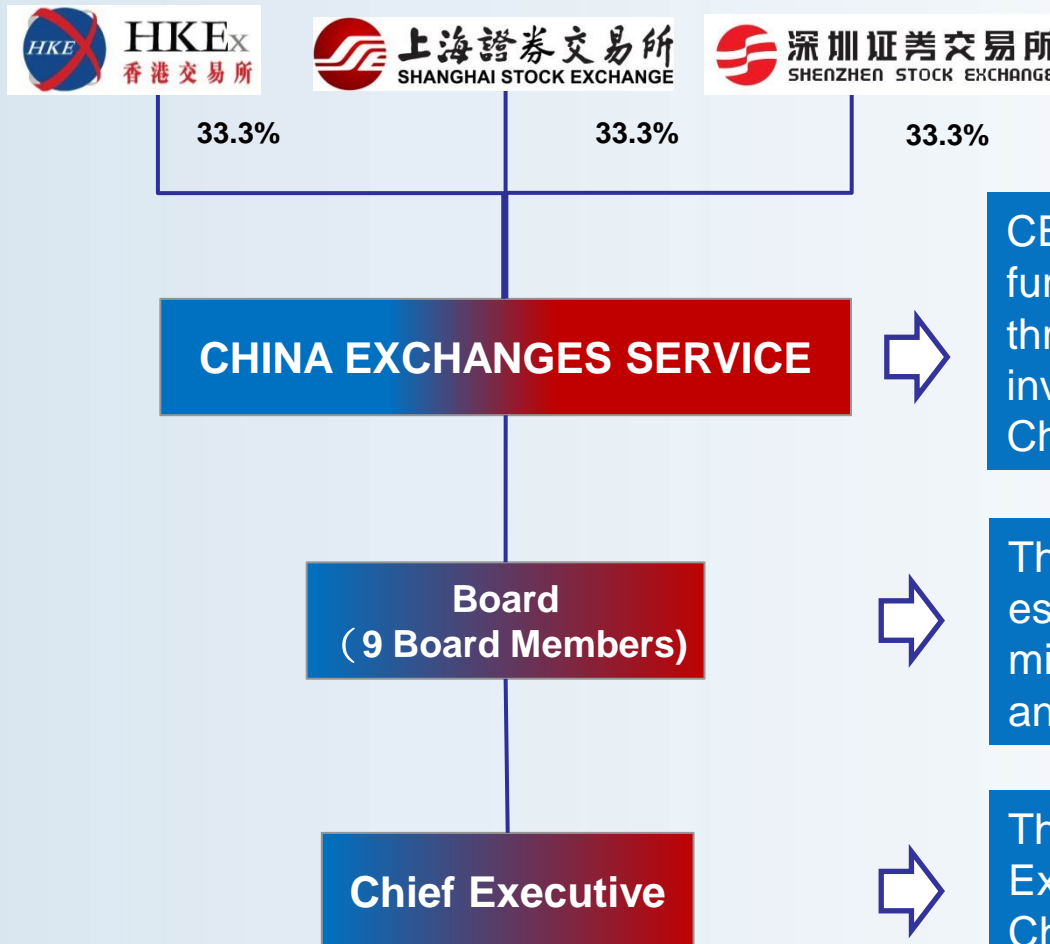 HKE
HKEx
香港交易所
上海證券交易所
SHANGHAI STOCK EXCHANGE
深圳证券交易所
SHENZHEN STOCK EXCHANGE
33.3%
33.3%
33.3%
CHINA EXCHANGES SERVICE
Board
（9 Board Members)
Chief Executive
Ch